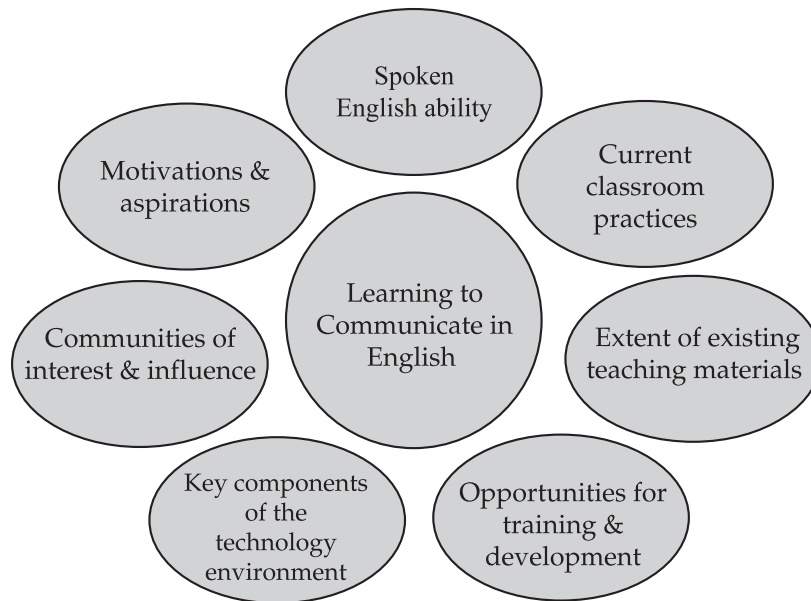 Spoken
English ability
Current
classroom
practices
Extent of existing
teaching materials
Opportunities for
training &
development
Key components
of the
technology
environment
Communities of
interest & influence
Motivations &
aspirations
Learning to
Communicate in
English